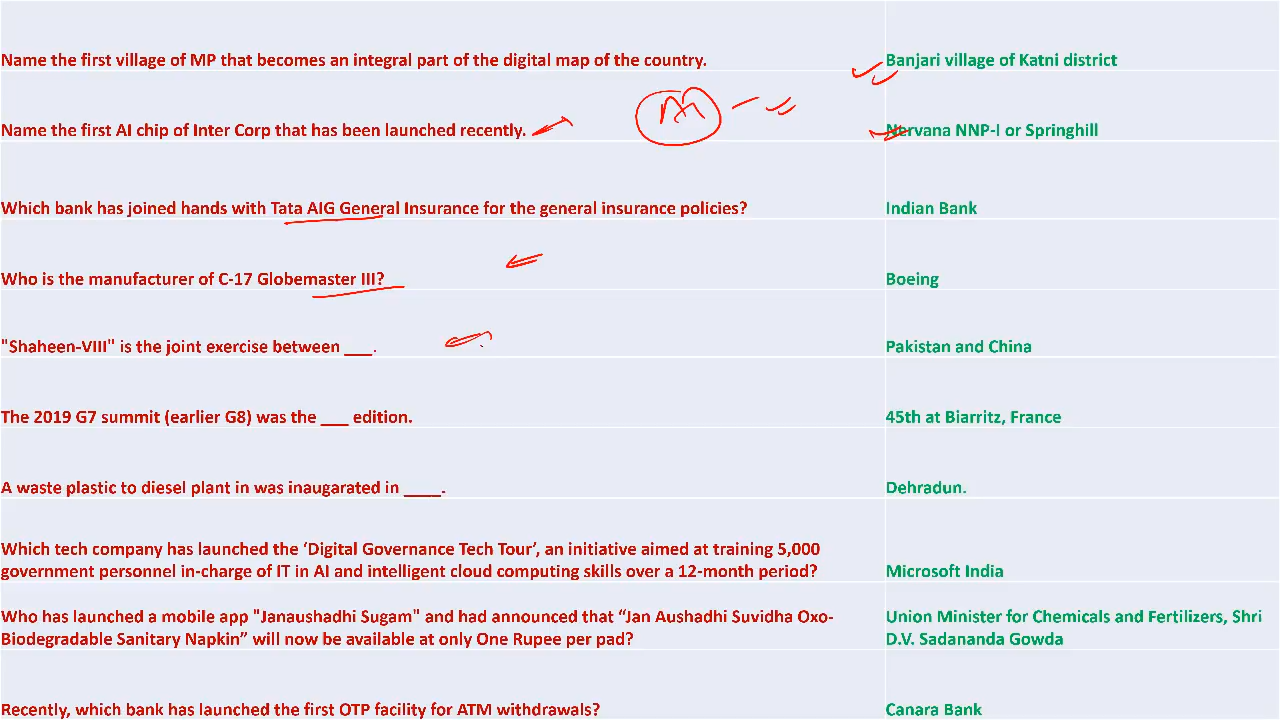 Name the first village of MP that becomes an integral part of the digital map of the country.
Banjari village of Katni district
Name the first AI chip of Inter Corp that has been launched recently.
Nervana NNP-I or Springhill
Which bank has joined hands with Tata AIG General Insurance for the general insurance policies?
Indian Bank
Who is the manufacturer of C-17 Globemaster III?
Boeing
"Shaheen-VIII" is the joint exercise between ___.
Pakistan and China
The 2019 G7 summit (earlier G8) was the ___ edition.
45th at Biarritz, France
A waste plastic to diesel plant in was inaugarated in ____.
Dehradun.
Which tech company has launched the ‘Digital Governance Tech Tour’, an initiative aimed at training 5,000
government personnel in-charge of IT in AI and intelligent cloud computing skills over a 12-month period?
Microsoft India
Who has launched a mobile app "Janaushadhi Sugam" and had announced that “Jan Aushadhi Suvidha Oxo-
Biodegradable Sanitary Napkin” will now be available at only One Rupee per pad?
Union Minister for Chemicals and Fertilizers, Shri
D.V. Sadananda Gowda
Recently, which bank has launched the first OTP facility for ATM withdrawals?
Canara Bank